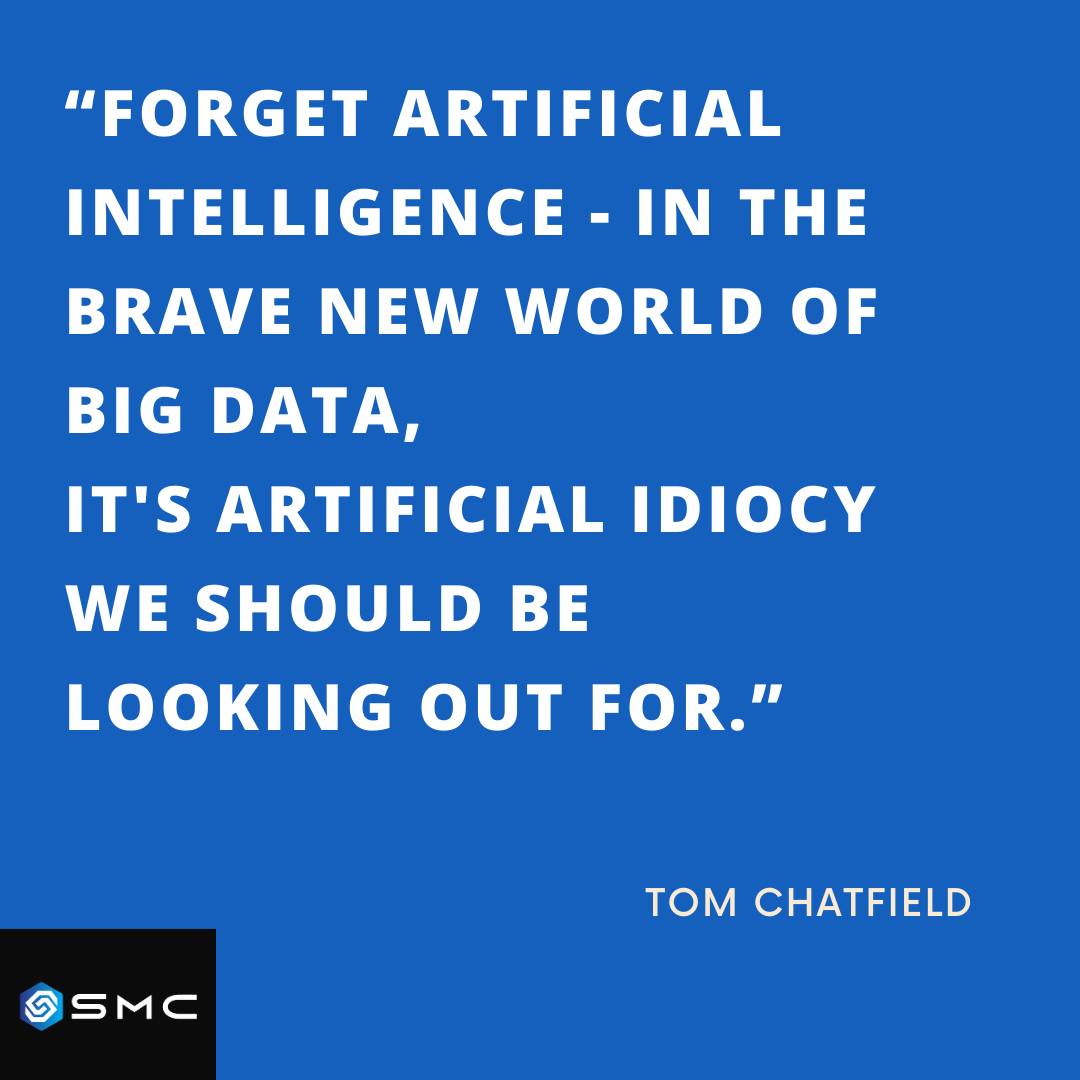 “FORGET ARTIFICIAL
INTELLIGENCE - IN THE
BRAVE NEW WORLD OF
BIG DATA,
IT'S ARTIFICIAL IDIOCY
WE SHOULD BE
LOOKING OUT FOR.”
TOM CHATFIELD
SMC